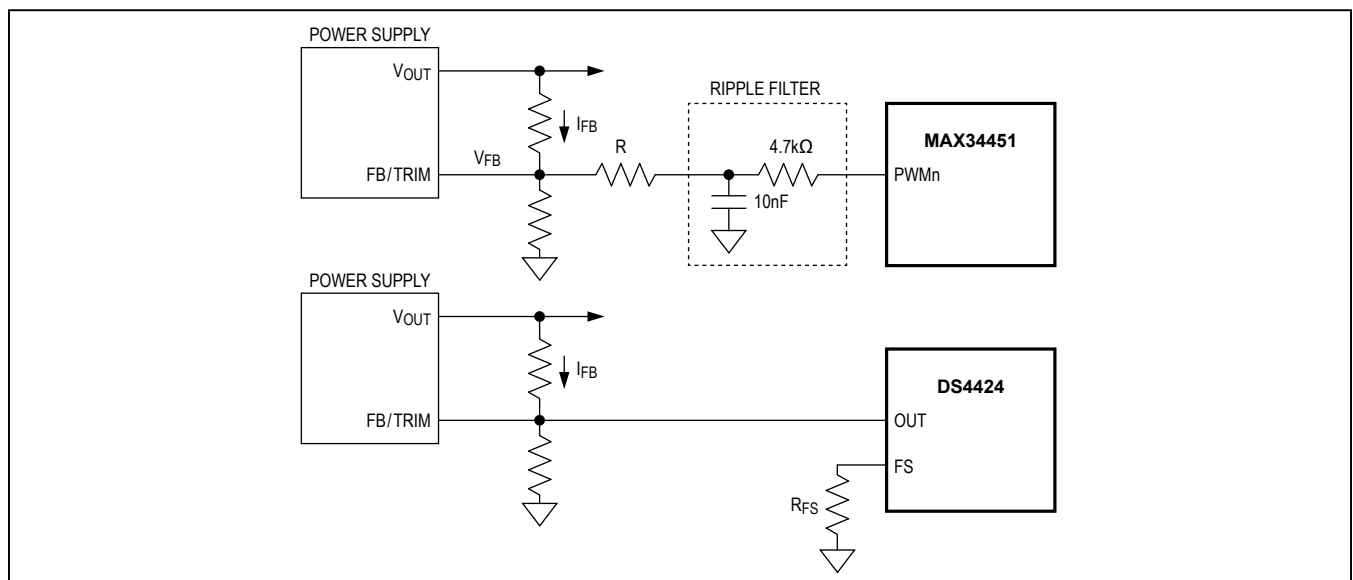 POWER SUPPLY
VOUT
IFB
VFB
FB/TRIM
R
RIPPLE FILTER
4.7kΩ
10nF
MAX34451
PWMn
POWER SUPPLY
VOUT
IFB
FB/TRIM
DS4424
OUT
FS
RFS